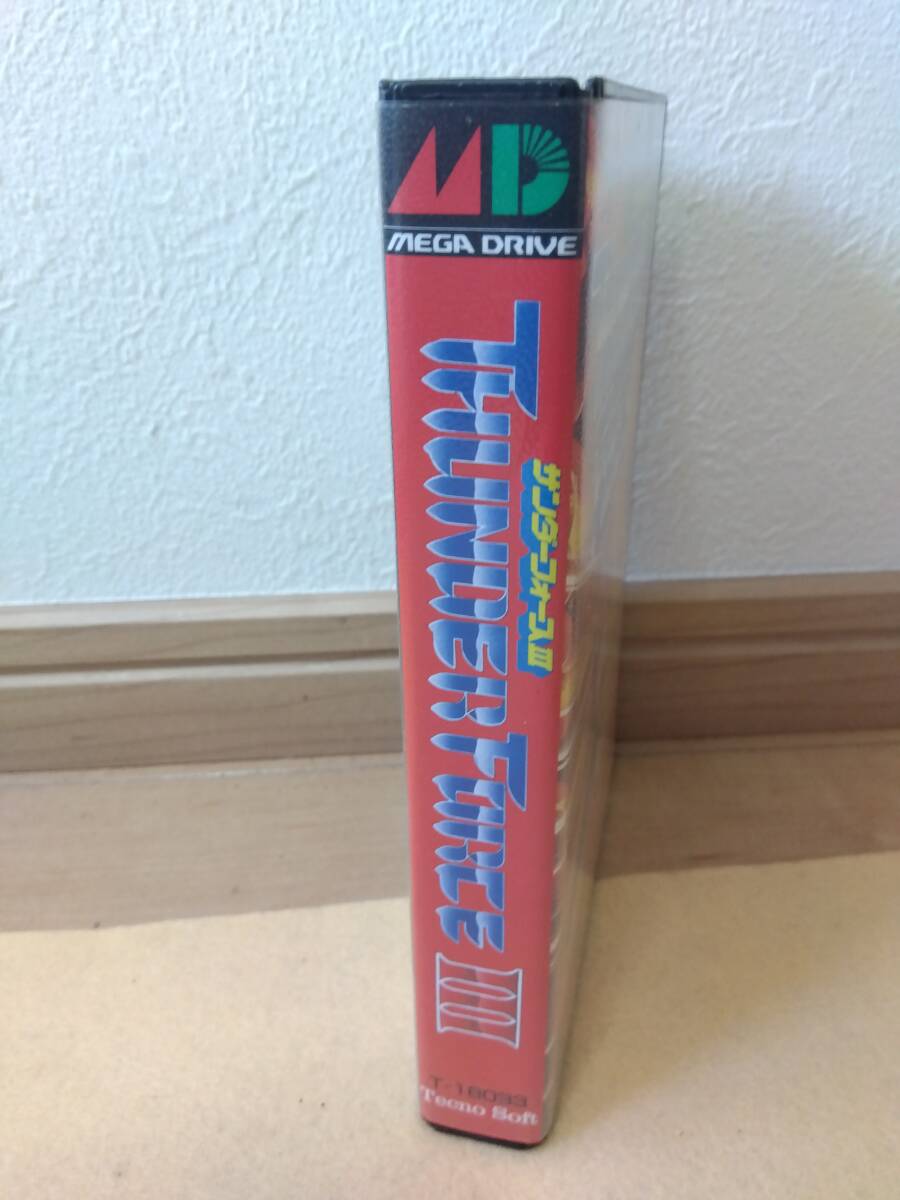 MD
MEGA DRIVE
THUNDER FORCE III
サンダーフォースIII
T-18033
Tecno Soft